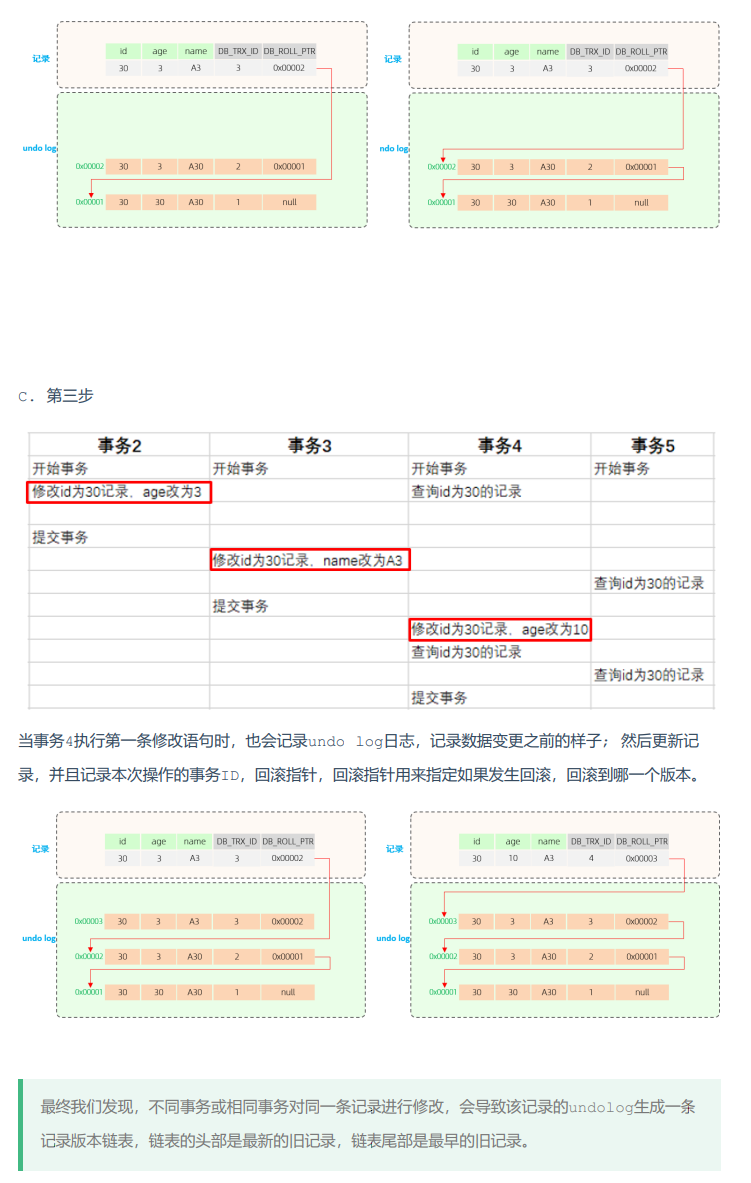 id age name DB_TRX_ID DB_ROLL_PTR
记录
30 3 A3 3 0x00002
undo log
0x00002 30 3 A30 2 0x00001
0x00001 30 30 A30 1 null
id age name DB_TRX_ID DB_ROLL_PTR
记录
30 3 A3 3 0x00002
ndo log
0x00002 30 3 A30 2 0x00001
0x00001 30 30 A30 1 null
C. 第三步
事务2 事务3 事务4 事务5
开始事务 开始事务 开始事务 开始事务
修改id为30记录，age改为3 查询id为30的记录
提交事务
修改id为30记录，name改为A3
查询id为30的记录
提交事务
修改id为30记录，age改为10
查询id为30的记录
查询id为30的记录
提交事务
当事务4执行第一条修改语句时，也会记录undo log日志，记录数据变更之前的样子; 然后更新记
录，并且记录本次操作的事务ID，回滚指针，回滚指针用来指定如果发生回滚，回滚到哪一个版本。
id age name DB_TRX_ID DB_ROLL_PTR
记录
30 3 A3 3 0x00002
0x00003 30 3 A3 3 0x00002
undo log
0x00002 30 3 A30 2 0x00001
0x00001 30 30 A30 1 null
id age name DB_TRX_ID DB_ROLL_PTR
记录
30 10 A3 4 0x00003
0x00003 30 3 A3 3 0x00002
undo log
0x00002 30 3 A30 2 0x00001
0x00001 30 30 A30 1 null
最终我们发现，不同事务或相同事务对同一条记录进行修改，会导致该记录的undolog生成一条
记录版本链表，链表的头部是最新的旧记录，链表尾部是最早的旧记录。